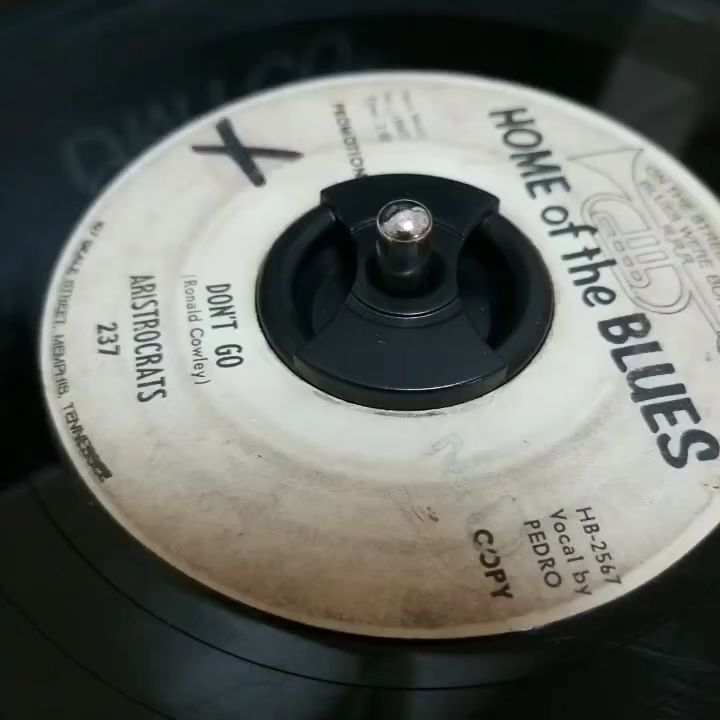 HOME of the BLUES
PROMOTION
COPY
HB-2567
Vocal by
PEDRO
DON'T GO
(Ronald Cowley)
ARISTROCRATS
237
STREET, MEMPHIS, TENNESSEE